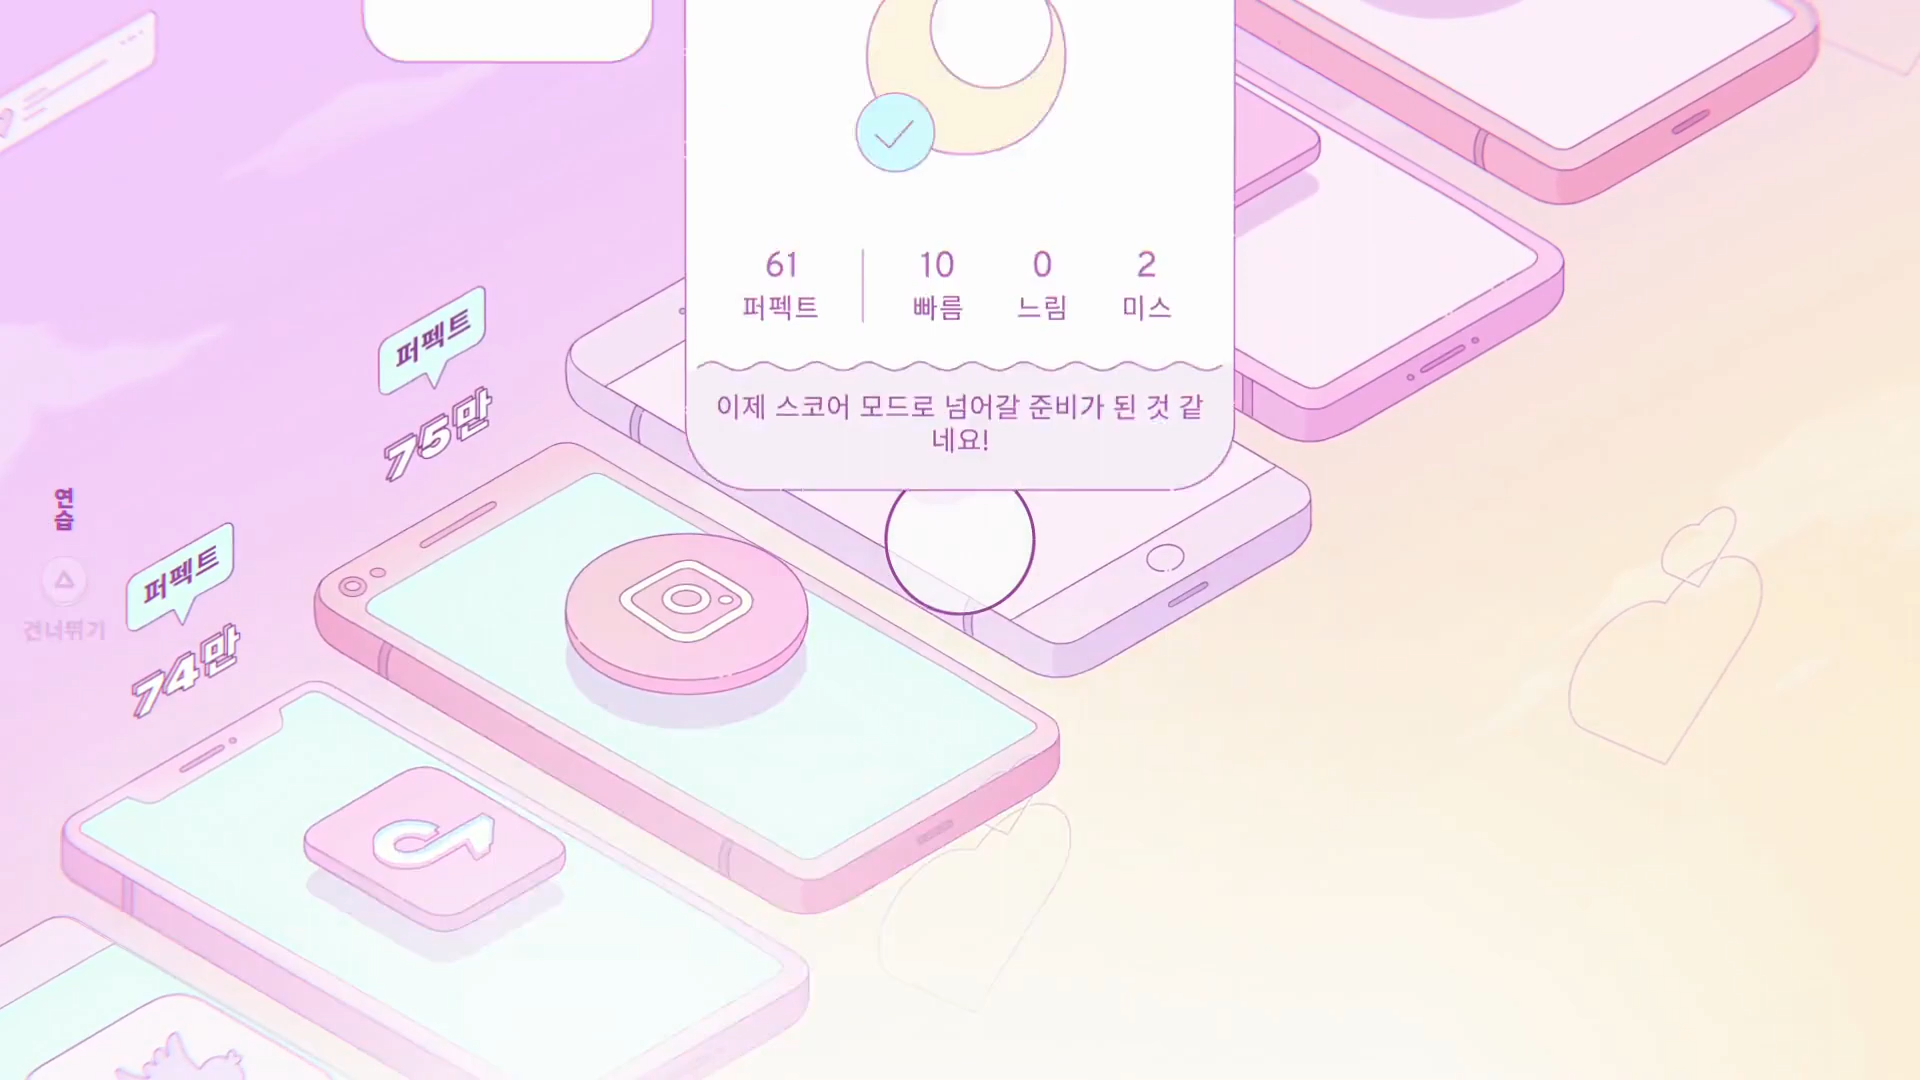 61
퍼펙트
10
빠름
0
느림
2
미스
이제 스코어 모드로 넘어갈 준비가 된 것 같
네요!
퍼펙트
75만
연습
퍼펙트
74만
건너뛰기